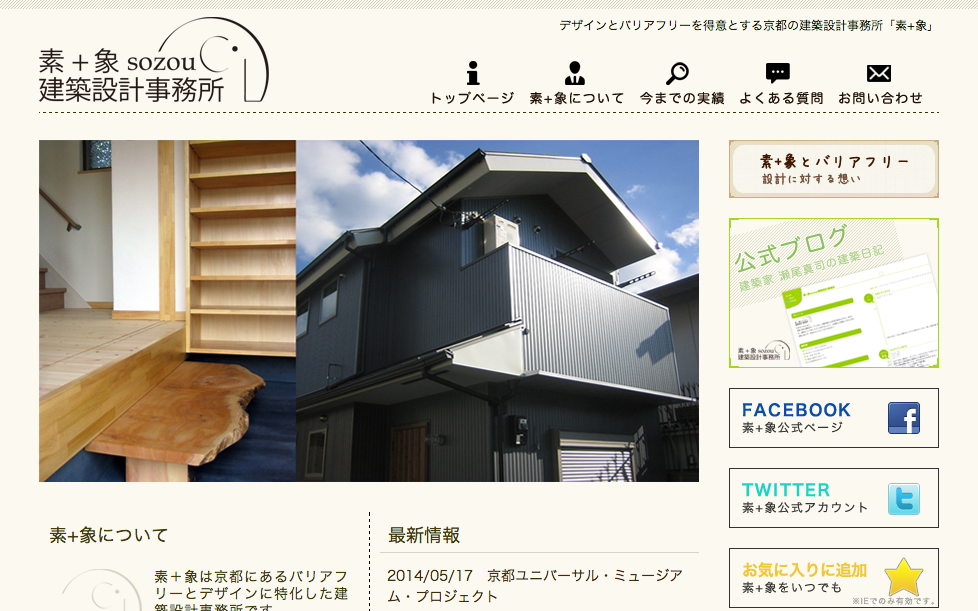 デザインとバリアフリーを得意とする京都の建築設計事務所「素+象」
素＋象 sozou
建築設計事務所
トップページ
素+象について
今までの実績
よくある質問
お問い合わせ
素+象とバリアフリー
設計に対する想い
公式ブログ
建築家 瀬尾真司の建築日記
素＋象 sozou
建築設計事務所
FACEBOOK
素+象公式ページ
TWITTER
素+象公式アカウント
お気に入りに追加
素+象をいつでも
※IEでのみ有効です。
素+象について
素＋象は京都にあるバリアフ
リーとデザインに特化した建
築設計事務所です
最新情報
2014/05/17　京都ユニバーサル・ミュージア
ム・プロジェクト